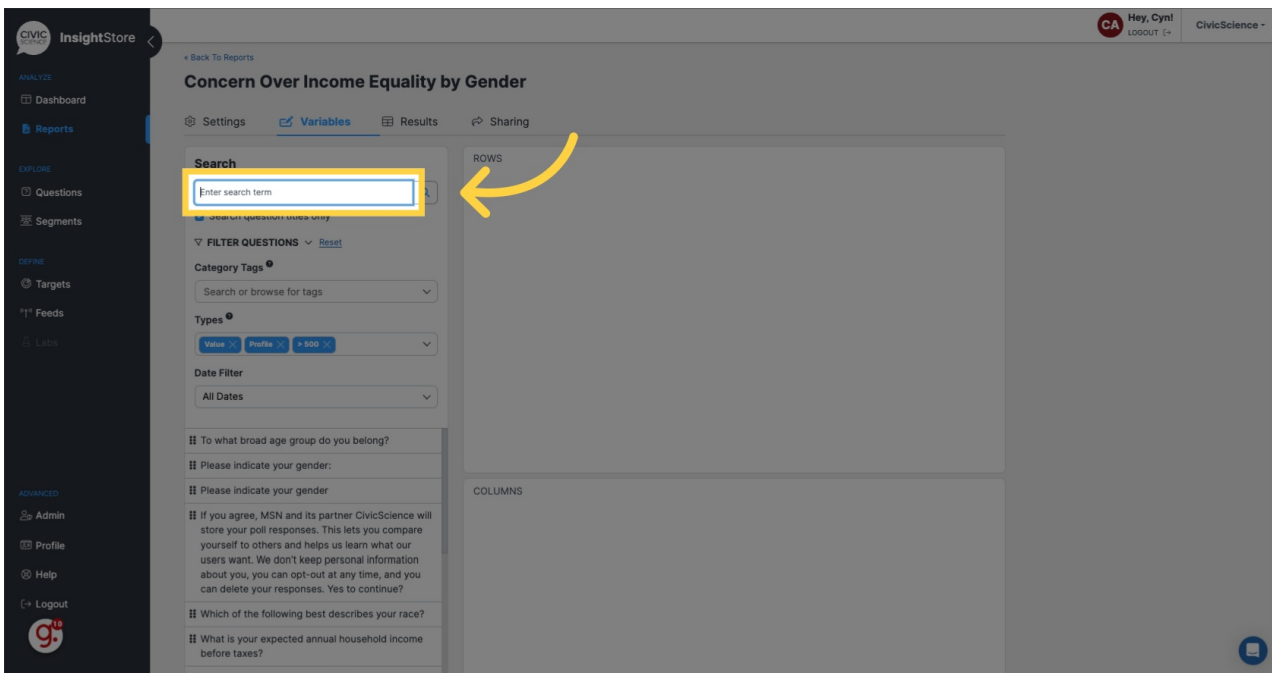 CIVIC
SCIENCE
InsightStore
ANALYZE
Dashboard
Reports
EXPLORE
Questions
Segments
DEFINE
Targets
Feeds
Labs
ADVANCED
Admin
Profile
Help
Logout
g.
10
CA
Hey, Cyn!
LOGOUT
CivicScience
« Back To Reports
Concern Over Income Equality by Gender
Settings
Variables
Results
Sharing
Search
Enter search term
Search question titles only
FILTER QUESTIONS
Reset
Category Tags
Search or browse for tags
Types
Value
Profile
> 500
Date Filter
All Dates
To what broad age group do you belong?
Please indicate your gender:
Please indicate your gender
If you agree, MSN and its partner CivicScience will
store your poll responses. This lets you compare
yourself to others and helps us learn what our
users want. We don't keep personal information
about you, you can opt-out at any time, and you
can delete your responses. Yes to continue?
Which of the following best describes your race?
What is your expected annual household income
before taxes?
ROWS
COLUMNS